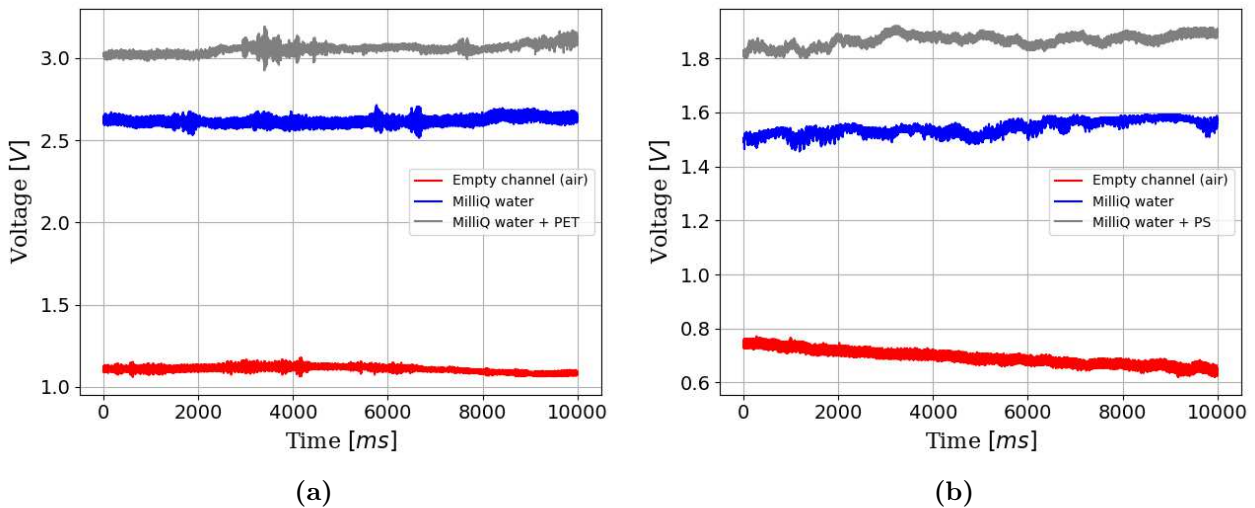 3.0
2.5
2.0
1.5
1.0
Voltage [V]
Empty channel (air)
MilliQ water
MilliQ water + PET
0 2000 4000 6000 8000 10000
Time [ms]
(a)
1.8
1.6
1.4
1.2
1.0
0.8
0.6
Voltage [V]
Empty channel (air)
MilliQ water
MilliQ water + PS
0 2000 4000 6000 8000 10000
Time [ms]
(b)